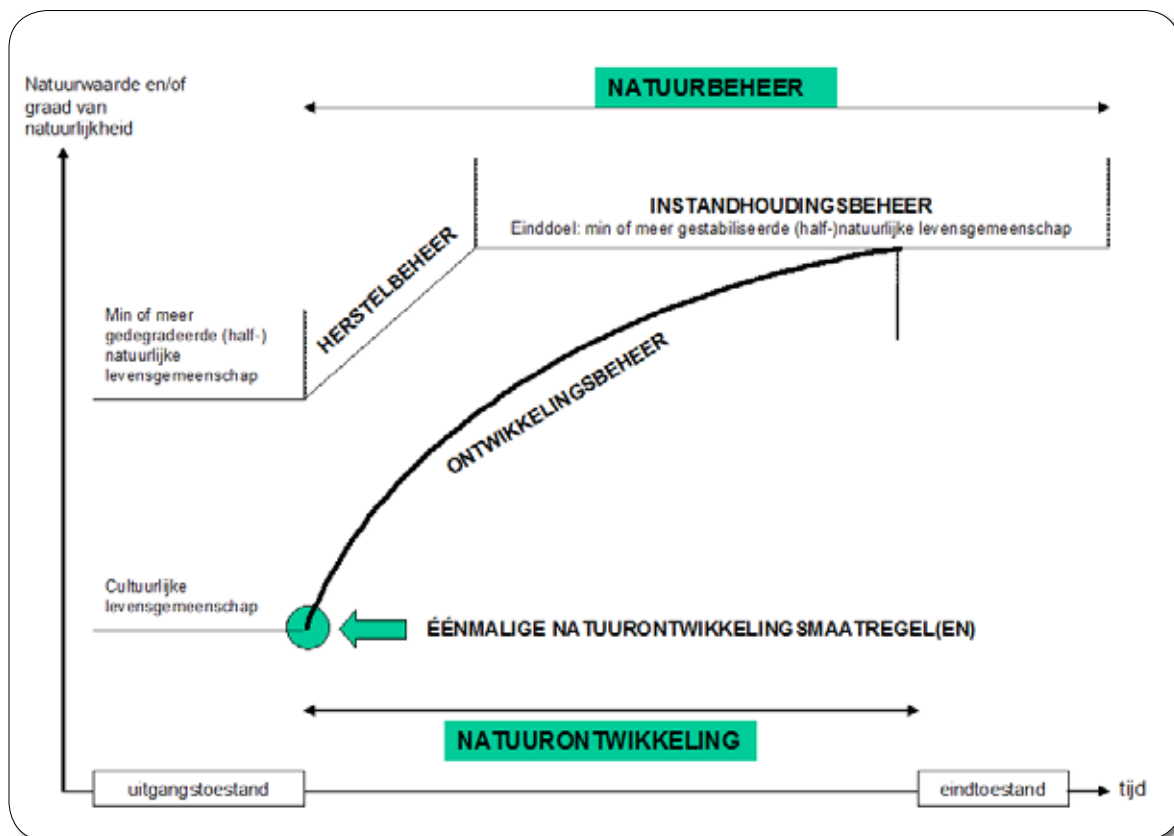 Natuurwaarde en/of
graad van
natuurlijkheid
NATUURBEHEER
INSTANDHOUDINGSBEHEER
Einddoel: min of meer gestabiliseerde (half-)natuurlijke levensgemeenschap
HERSTELBEHEER
Min of meer
gedegradeerde (half-)
natuurlijke
levensgemeenschap
ONTWIKKELINGSBEHEER
Cultuurlijke
levensgemeenschap
ÉÉNMALIGE NATUURONTWIKKELINGSMAATREGEL(EN)
NATUURONTWIKKELING
uitgangstoestand
eindtoestand
tijd